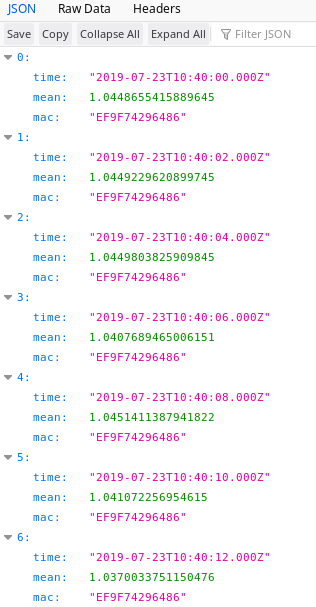 JSON Raw Data Headers
Save Copy Collapse All Expand All Filter JSON
0:
time: "2019-07-23T10:40:00.000Z"
mean: 1.0448655415889645
mac: "EF9F74296486"
1:
time: "2019-07-23T10:40:02.000Z"
mean: 1.0449229620899745
mac: "EF9F74296486"
2:
time: "2019-07-23T10:40:04.000Z"
mean: 1.0449803825909845
mac: "EF9F74296486"
3:
time: "2019-07-23T10:40:06.000Z"
mean: 1.0407689465006151
mac: "EF9F74296486"
4:
time: "2019-07-23T10:40:08.000Z"
mean: 1.0451411387941822
mac: "EF9F74296486"
5:
time: "2019-07-23T10:40:10.000Z"
mean: 1.041072256954615
mac: "EF9F74296486"
6:
time: "2019-07-23T10:40:12.000Z"
mean: 1.0370033751150476
mac: "EF9F74296486"